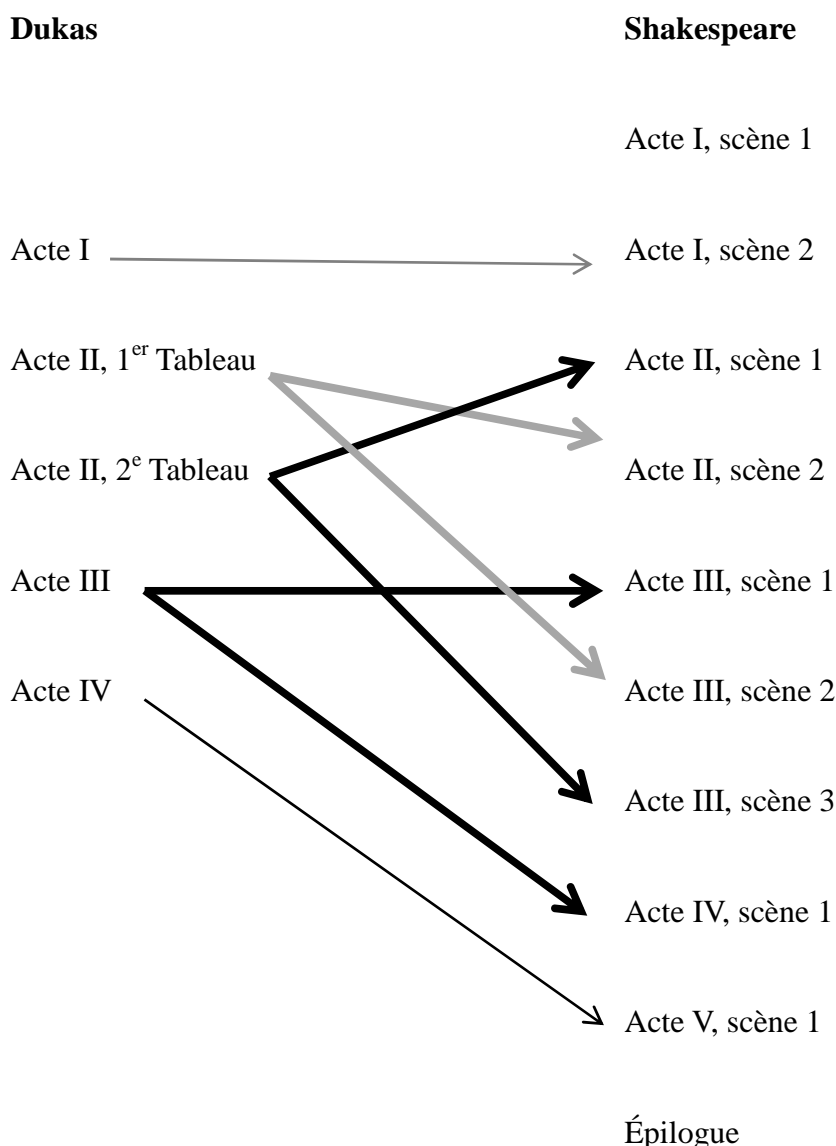 Dukas Shakespeare
Acte I, scène 1
Acte I Acte I, scène 2
Acte II, 1er Tableau Acte II, scène 1
Acte II, 2e Tableau Acte II, scène 2
Acte III Acte III, scène 1
Acte IV Acte III, scène 2
Acte III, scène 3
Acte IV, scène 1
Acte V, scène 1
Épilogue